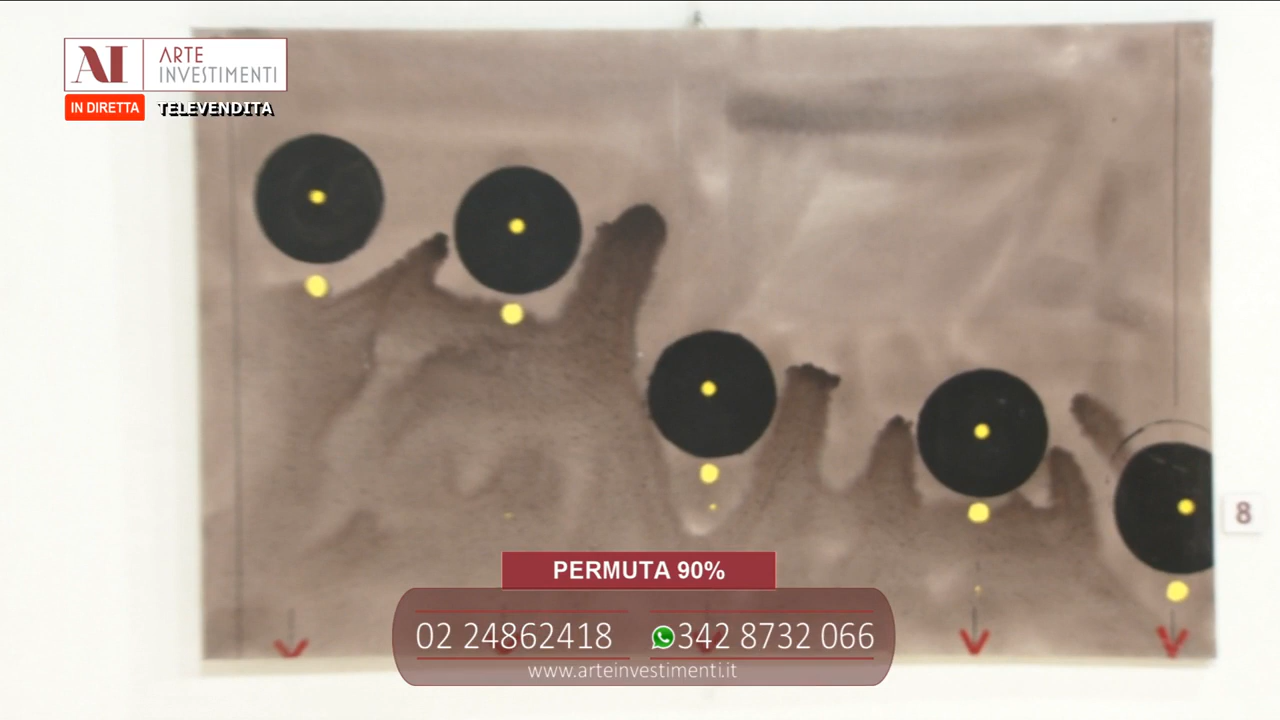 AI ARTE
INVESTIMENTI
IN DIRETTA TELEVENDITA
8
PERMUTA 90%
02 24862418 342 8732 066
www.arteinvestimenti.it